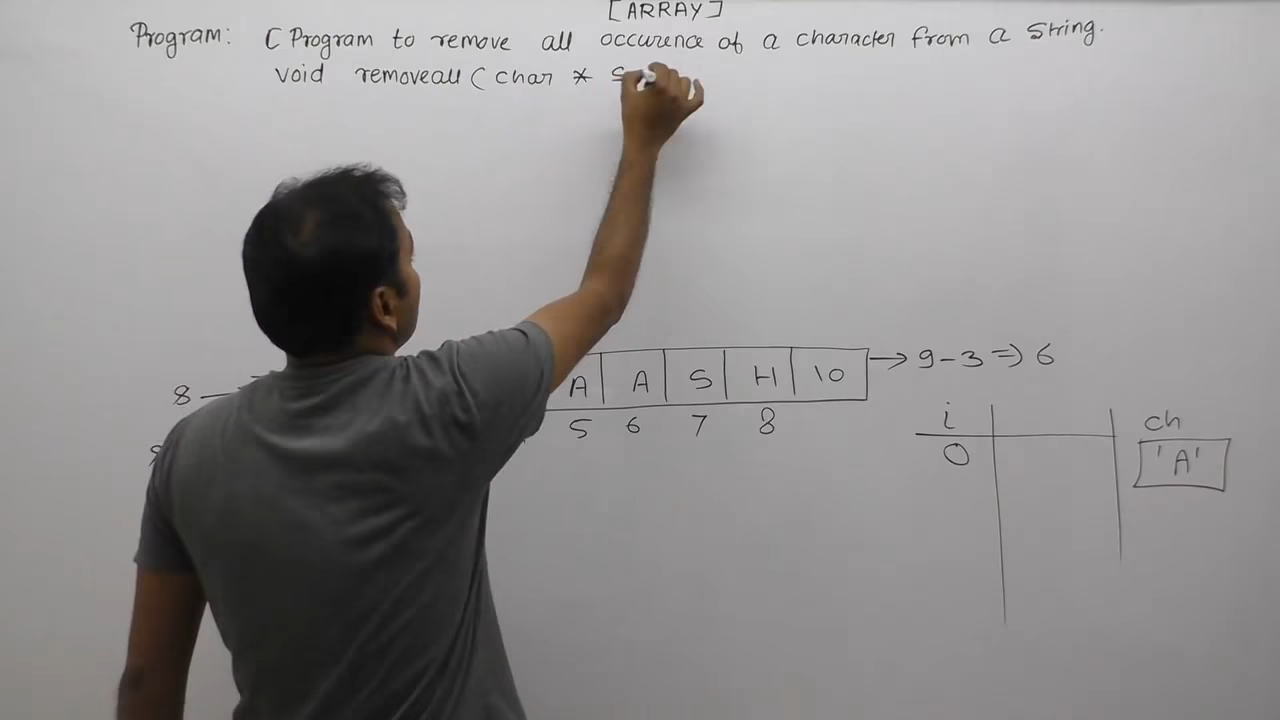 [ARRAY]
Program: C Program to remove all occurence of a character from a string.
void removeall ( char * S
8 A A S H 10 → 9-3 => 6
5 6 7 8
i ch
0 'A'